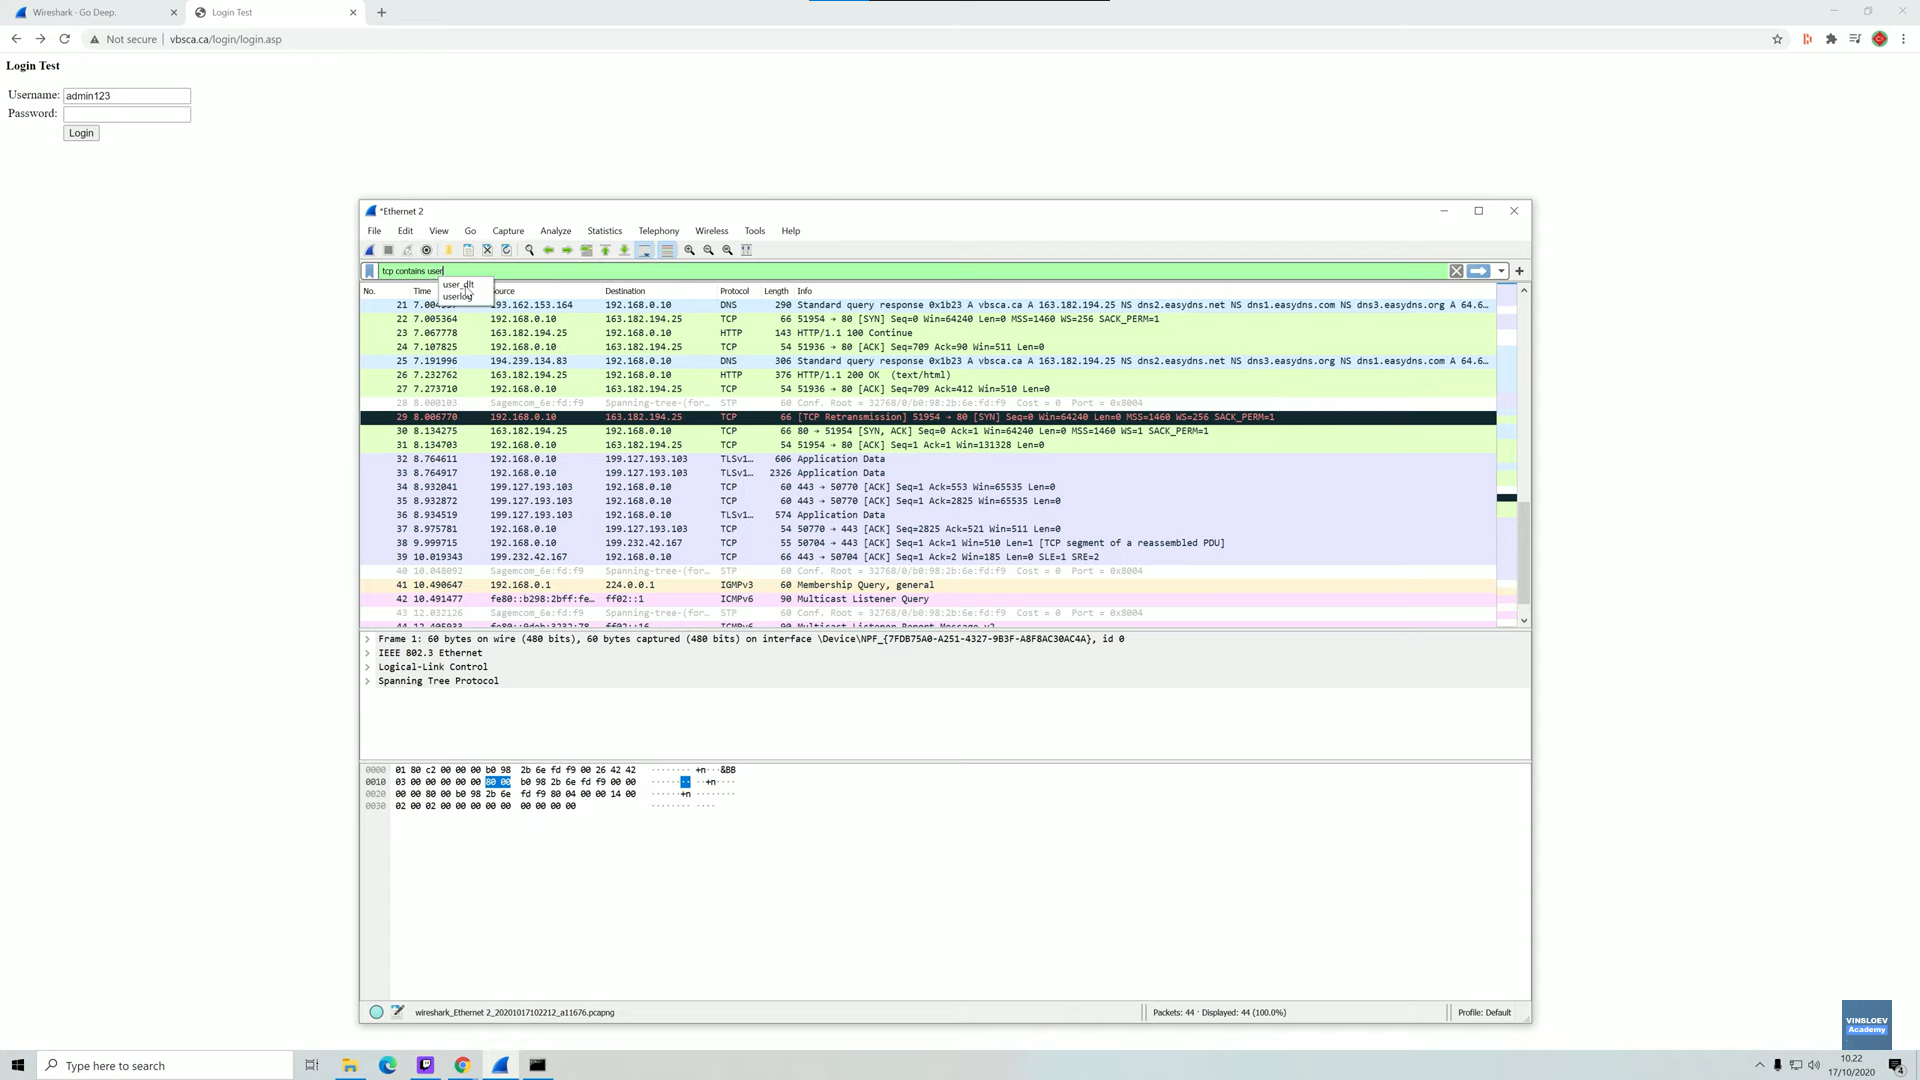 Wireshark · Go Deep.
Login Test
Not secure
vbsca.ca/login/login.asp
Login Test
Username: admin123
Password:
Login
*Ethernet 2
File Edit View Go Capture Analyze Statistics Telephony Wireless Tools Help
tcp contains user
user_dlt
userlog
No. Time Source Destination Protocol Length Info
21 193.162.153.164 192.168.0.10 DNS 290 Standard query response 0x1b23 A vbsca.ca A 163.182.194.25 NS dns2.easydns.net NS dns1.easydns.com NS dns3.easydns.org A 64.6…
22 7.005364 192.168.0.10 163.182.194.25 TCP 66 51954 → 80 [SYN] Seq=0 Win=64240 Len=0 MSS=1460 WS=256 SACK_PERM=1
23 7.067778 163.182.194.25 192.168.0.10 HTTP 143 HTTP/1.1 100 Continue
24 7.107825 192.168.0.10 163.182.194.25 TCP 54 51936 → 80 [ACK] Seq=709 Ack=90 Win=511 Len=0
25 7.191996 194.239.134.83 192.168.0.10 DNS 306 Standard query response 0x1b23 A vbsca.ca A 163.182.194.25 NS dns2.easydns.net NS dns3.easydns.org NS dns1.easydns.com A 64.6…
26 7.232762 163.182.194.25 192.168.0.10 HTTP 376 HTTP/1.1 200 OK (text/html)
27 7.273710 192.168.0.10 163.182.194.25 TCP 54 51936 → 80 [ACK] Seq=709 Ack=412 Win=510 Len=0
28 8.000103 Sagemcom_6e:fd:f9 Spanning-tree-(for… STP 60 Conf. Root = 32768/0/b0:98:2b:6e:fd:f9 Cost = 0 Port = 0x8004
29 8.006770 192.168.0.10 163.182.194.25 TCP 66 [TCP Retransmission] 51954 → 80 [SYN] Seq=0 Win=64240 Len=0 MSS=1460 WS=256 SACK_PERM=1
30 8.134275 163.182.194.25 192.168.0.10 TCP 66 80 → 51954 [SYN, ACK] Seq=0 Ack=1 Win=64240 Len=0 MSS=1460 WS=1 SACK_PERM=1
31 8.134703 192.168.0.10 163.182.194.25 TCP 54 51954 → 80 [ACK] Seq=1 Ack=1 Win=131328 Len=0
32 8.764611 192.168.0.10 199.127.193.103 TLSv1… 606 Application Data
33 8.764917 192.168.0.10 199.127.193.103 TLSv1… 2326 Application Data
34 8.932041 199.127.193.103 192.168.0.10 TCP 60 443 → 50770 [ACK] Seq=1 Ack=553 Win=65535 Len=0
35 8.932872 199.127.193.103 192.168.0.10 TCP 60 443 → 50770 [ACK] Seq=1 Ack=2825 Win=65535 Len=0
36 8.934519 199.127.193.103 192.168.0.10 TLSv1… 574 Application Data
37 8.975781 192.168.0.10 199.127.193.103 TCP 54 50770 → 443 [ACK] Seq=2825 Ack=521 Win=511 Len=0
38 9.999715 192.168.0.10 199.232.42.167 TCP 55 50704 → 443 [ACK] Seq=1 Ack=1 Win=510 Len=1 [TCP segment of a reassembled PDU]
39 10.019343 199.232.42.167 192.168.0.10 TCP 66 443 → 50704 [ACK] Seq=1 Ack=2 Win=185 Len=0 SLE=1 SRE=2
40 10.048092 Sagemcom_6e:fd:f9 Spanning-tree-(for… STP 60 Conf. Root = 32768/0/b0:98:2b:6e:fd:f9 Cost = 0 Port = 0x8004
41 10.490647 192.168.0.1 224.0.0.1 IGMPv3 60 Membership Query, general
42 10.491477 fe80::b298:2bff:fe… ff02::1 ICMPv6 90 Multicast Listener Query
43 12.032126 Sagemcom_6e:fd:f9 Spanning-tree-(for… STP 60 Conf. Root = 32768/0/b0:98:2b:6e:fd:f9 Cost = 0 Port = 0x8004
44 ff02::16 ICMPv6 90 Multicast Listener Report Message v2
Frame 1: 60 bytes on wire (480 bits), 60 bytes captured (480 bits) on interface \Device\NPF_{7FDB75A0-A251-4327-9B3F-A8F8AC30AC4A}, id 0
IEEE 802.3 Ethernet
Logical-Link Control
Spanning Tree Protocol
0000 01 80 c2 00 00 00 b0 98 2b 6e fd f9 00 26 42 42 ········ +n···&BB
0010 03 00 00 00 00 00 80 00 b0 98 2b 6e fd f9 00 00 ········ ··+n····
0020 00 00 80 00 b0 98 2b 6e fd f9 80 04 00 00 14 00 ······+n ········
0030 02 00 02 00 00 00 00 00 00 00 00 00 ········ ····
wireshark_Ethernet 2_20201017102212_a11676.pcapng
Packets: 44 · Displayed: 44 (100.0%)
Profile: Default
VINSLOEV
Academy
Type here to search
10.22
17/10/2020
4